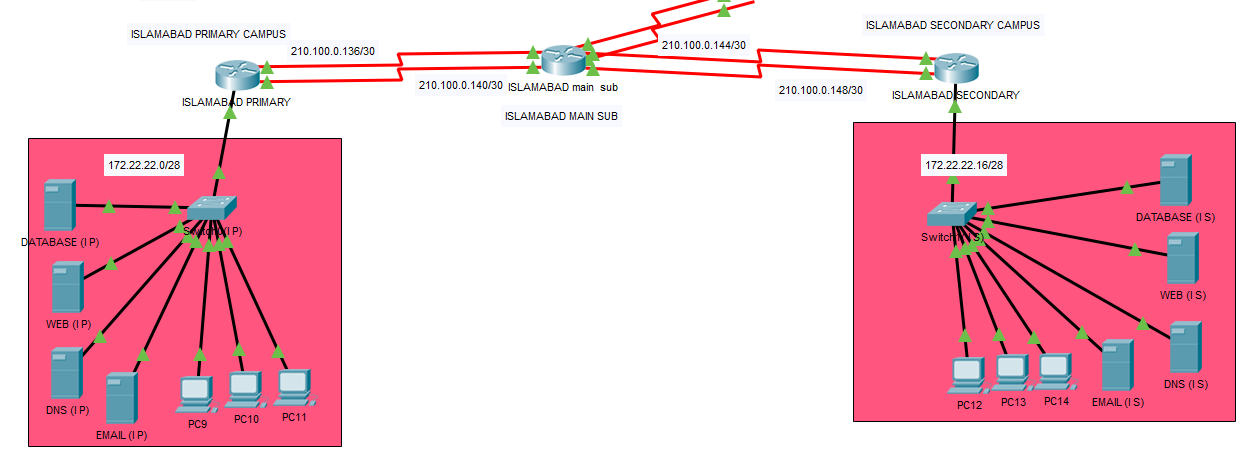 ISLAMABAD PRIMARY CAMPUS
210.100.0.136/30
210.100.0.140/30
ISLAMABAD PRIMARY
ISLAMABAD main sub
ISLAMABAD MAIN SUB
210.100.0.144/30
210.100.0.148/30
ISLAMABAD SECONDARY CAMPUS
ISLAMABAD SECONDARY
172.22.22.0/28
DATABASE (I P)
WEB (I P)
DNS (I P)
EMAIL (I P)
PC9
PC10
PC11
172.22.22.16/28
DATABASE (I S)
WEB (I S)
DNS (I S)
EMAIL (I S)
PC12
PC13
PC14